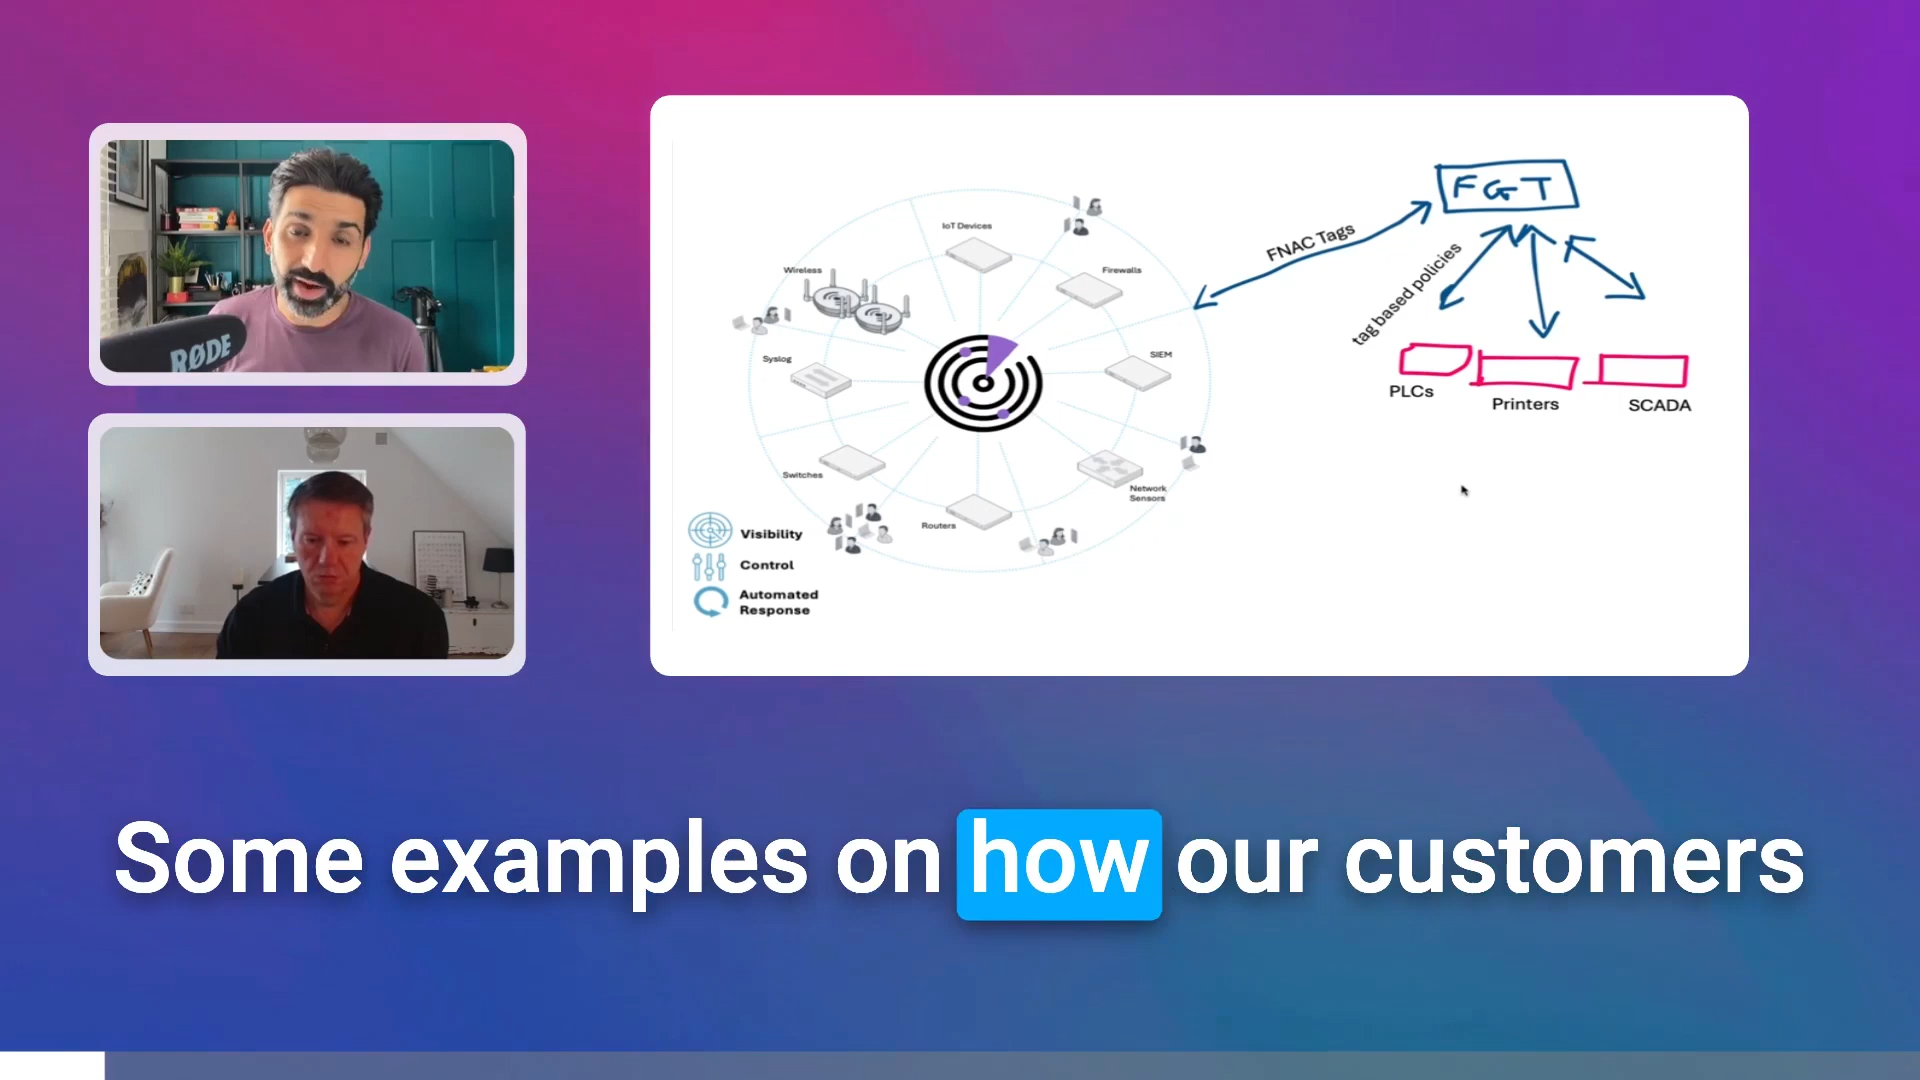 RØDE
IoT Devices
Wireless
Firewalls
Syslog
SIEM
Switches
Network
Sensors
Routers
Visibility
Control
Automated
Response
FNAC Tags
FGT
tag based policies
PLCs
Printers
SCADA
Some examples on how our customers